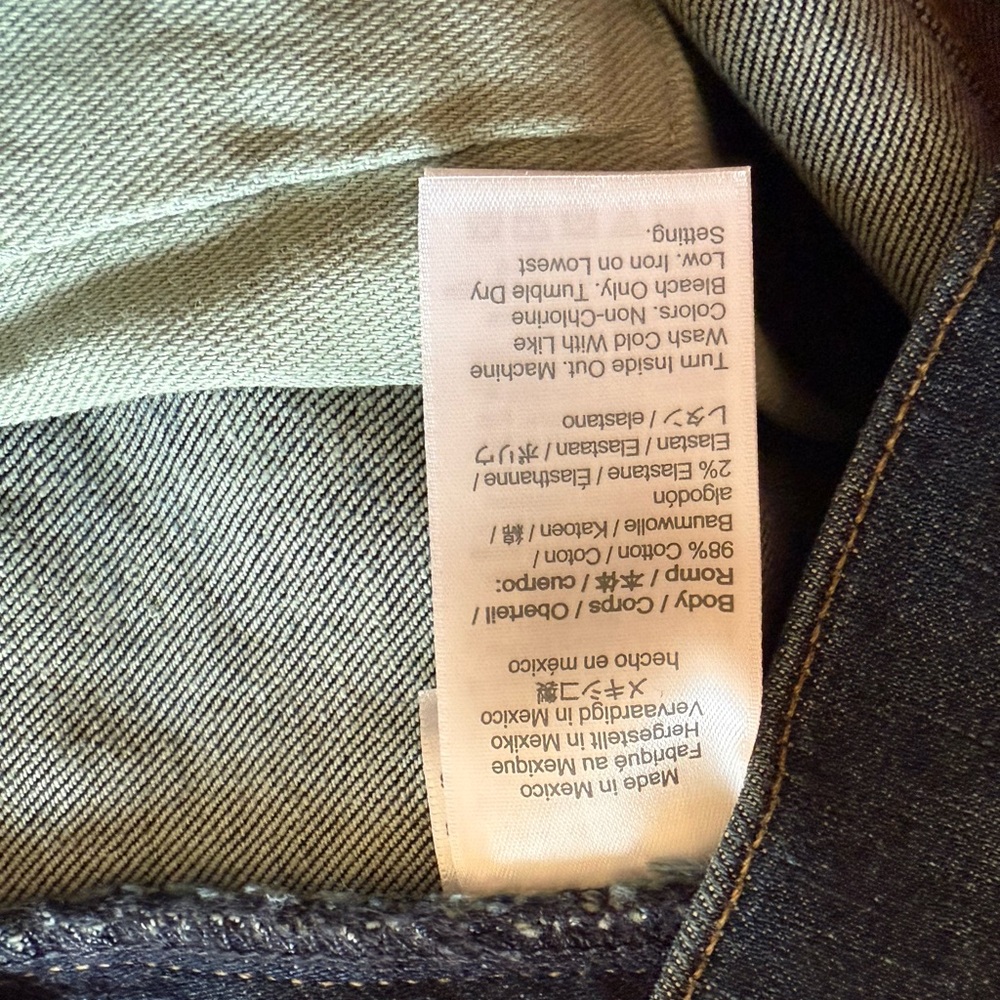 Made in Mexico
Fabriqué au Mexique
Hergestellt in Mexiko
Vervaardigd in Mexico
メキシコ製
hecho en méxico
Body / Corps / Oberteil /
Romp / 本体 / cuerpo:
98% Cotton / Coton /
Baumwolle / Katoen / 綿 /
algodón
2% Elastane / Élasthanne /
Elastan / Elastaan / ポリウ
レタン / elastano
Turn Inside Out. Machine
Wash Cold With Like
Colors. Non-Chlorine
Bleach Only. Tumble Dry
Low. Iron on Lowest
Setting.